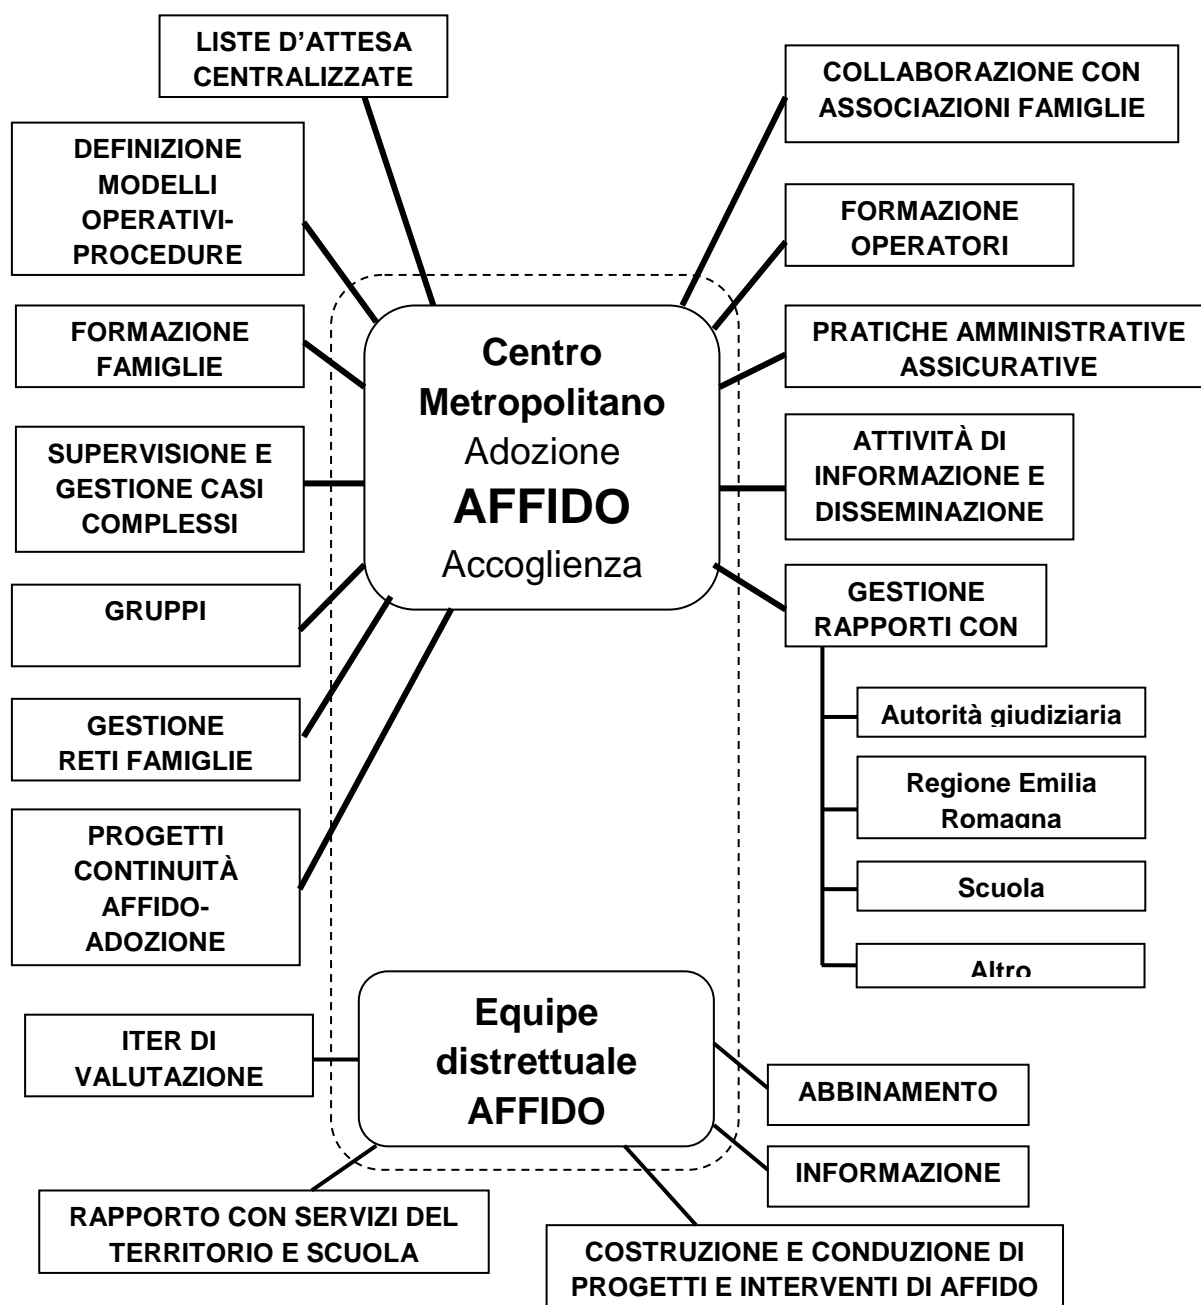 LISTE D'ATTESA
CENTRALIZZATE
COLLABORAZIONE CON
ASSOCIAZIONI FAMIGLIE
DEFINIZIONE
MODELLI
OPERATIVI-
PROCEDURE
FORMAZIONE
OPERATORI
FORMAZIONE
FAMIGLIE
Centro
Metropolitano
Adozione
AFFIDO
Accoglienza
PRATICHE AMMINISTRATIVE
ASSICURATIVE
SUPERVISIONE E
GESTIONE CASI
COMPLESSI
ATTIVITÀ DI
INFORMAZIONE E
DISSEMINAZIONE
GRUPPI
GESTIONE
RAPPORTI CON
GESTIONE
RETI FAMIGLIE
Autorità giudiziaria
Regione Emilia
Romagna
Scuola
Altro
PROGETTI
CONTINUITÀ
AFFIDO-
ADOZIONE
Equipe
distrettuale
AFFIDO
ITER DI
VALUTAZIONE
ABBINAMENTO
INFORMAZIONE
RAPPORTO CON SERVIZI DEL
TERRITORIO E SCUOLA
COSTRUZIONE E CONDUZIONE DI
PROGETTI E INTERVENTI DI AFFIDO